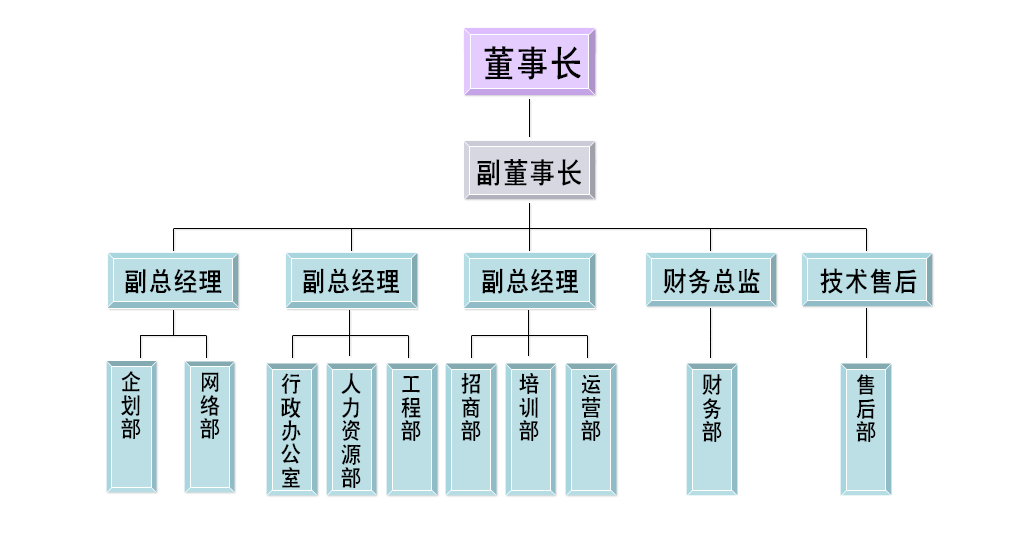 董事长
副董事长
副总经理
副总经理
副总经理
财务总监
技术售后
企划部
网络部
行政办公室
人力资源部
工程部
招商部
培训部
运营部
财务部
售后部